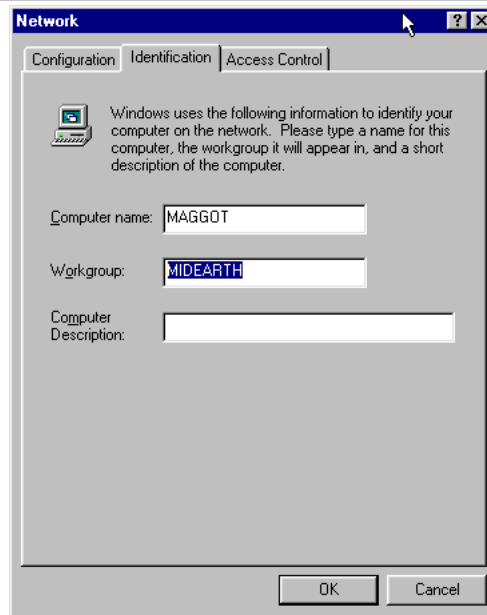 Network
Configuration Identification Access Control
Windows uses the following information to identify your
computer on the network. Please type a name for this
computer, the workgroup it will appear in, and a short
description of the computer.
Computer name: MAGGOT
Workgroup: MIDEARTH
Computer
Description:
OK Cancel